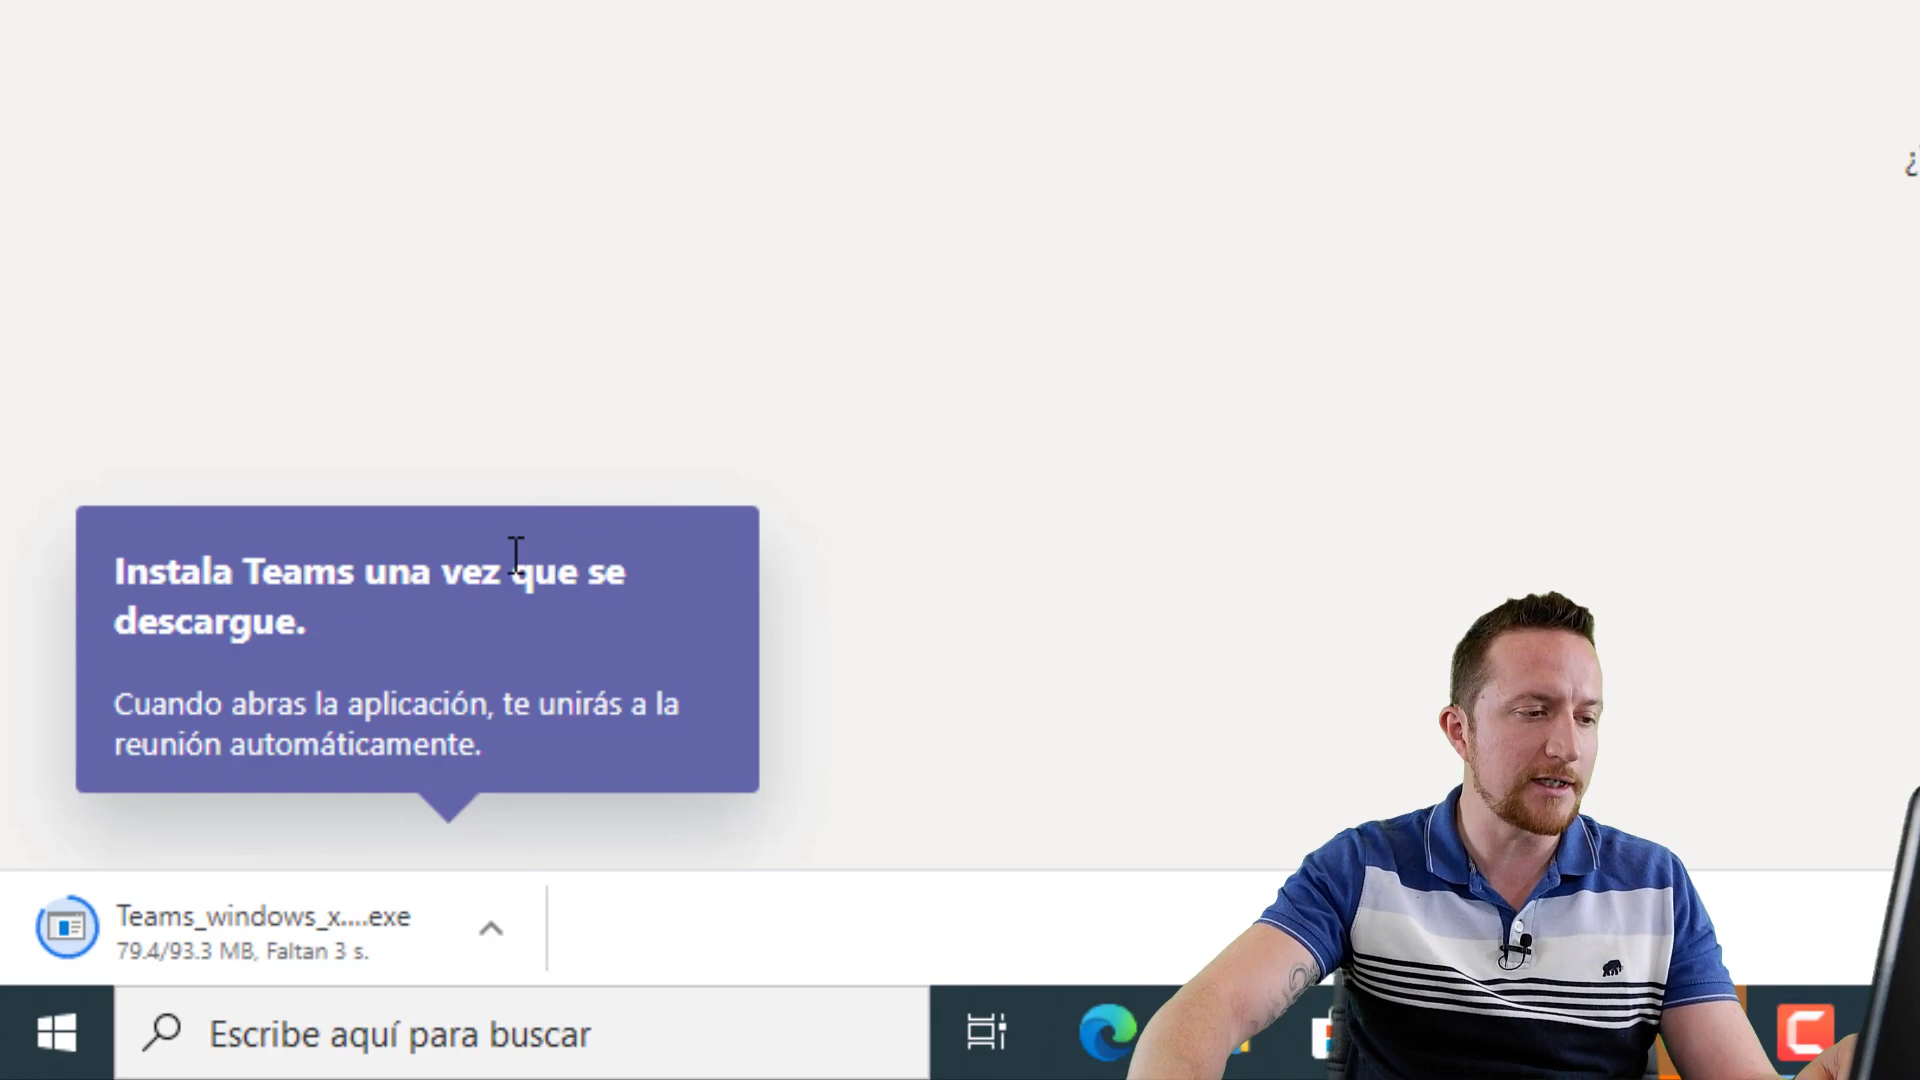 ¿
Instala Teams una vez que se
descargue.
Cuando abras la aplicación, te unirás a la
reunión automáticamente.
Teams_windows_x....exe
79.4/93.3 MB, Faltan 3 s.
Escribe aquí para buscar